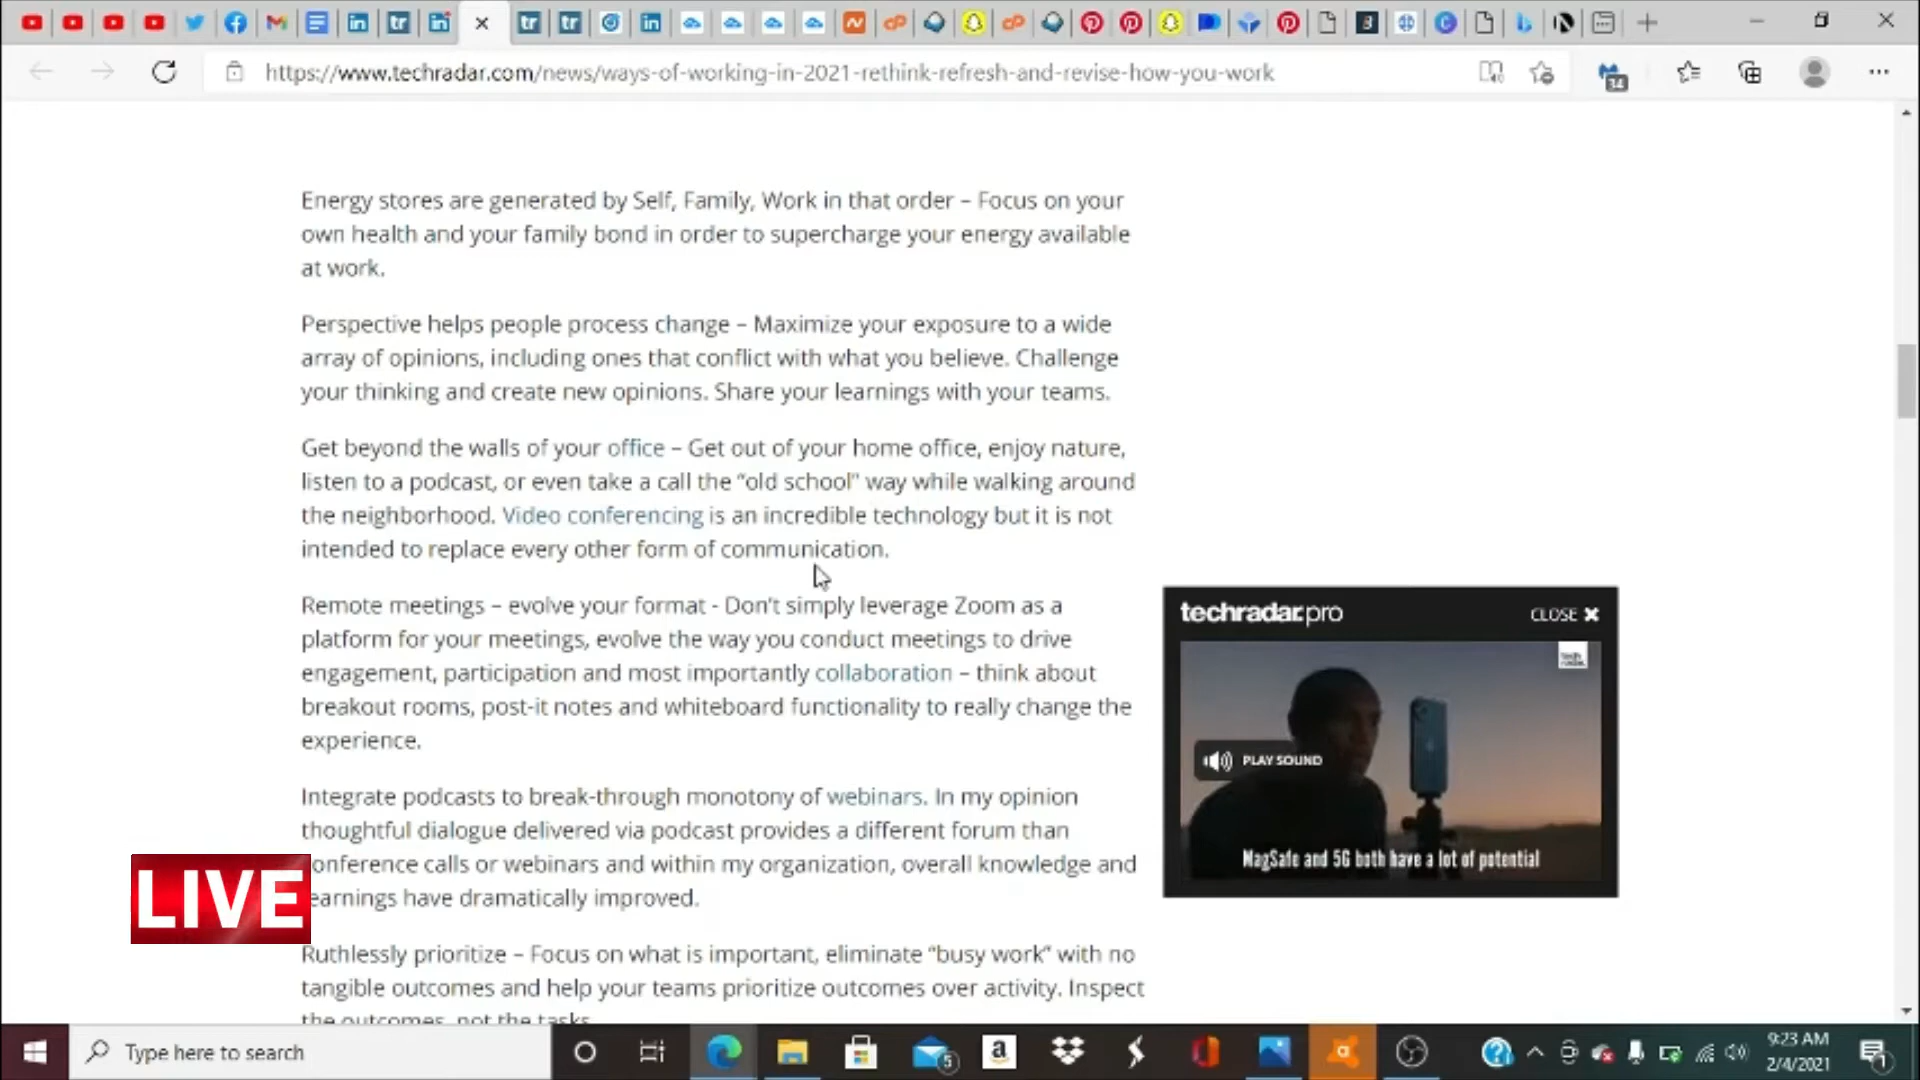 https://www.techradar.com/news/ways-of-working-in-2021-rethink-refresh-and-revise-how-you-work
34
Energy stores are generated by Self, Family, Work in that order – Focus on your
own health and your family bond in order to supercharge your energy available
at work.
Perspective helps people process change – Maximize your exposure to a wide
array of opinions, including ones that conflict with what you believe. Challenge
your thinking and create new opinions. Share your learnings with your teams.
Get beyond the walls of your office – Get out of your home office, enjoy nature,
listen to a podcast, or even take a call the “old school” way while walking around
the neighborhood. Video conferencing is an incredible technology but it is not
intended to replace every other form of communication.
Remote meetings – evolve your format - Don’t simply leverage Zoom as a
platform for your meetings, evolve the way you conduct meetings to drive
engagement, participation and most importantly collaboration – think about
breakout rooms, post-it notes and whiteboard functionality to really change the
experience.
Integrate podcasts to break-through monotony of webinars. In my opinion
thoughtful dialogue delivered via podcast provides a different forum than
onference calls or webinars and within my organization, overall knowledge and
earnings have dramatically improved.
Ruthlessly prioritize – Focus on what is important, eliminate “busy work” with no
tangible outcomes and help your teams prioritize outcomes over activity. Inspect
the outcomes, not the tasks.
LIVE
techradar.pro
CLOSE
PLAY SOUND
MagSafe and 5G both have a lot of potential
Type here to search
5
9:23 AM
2/4/2021
1